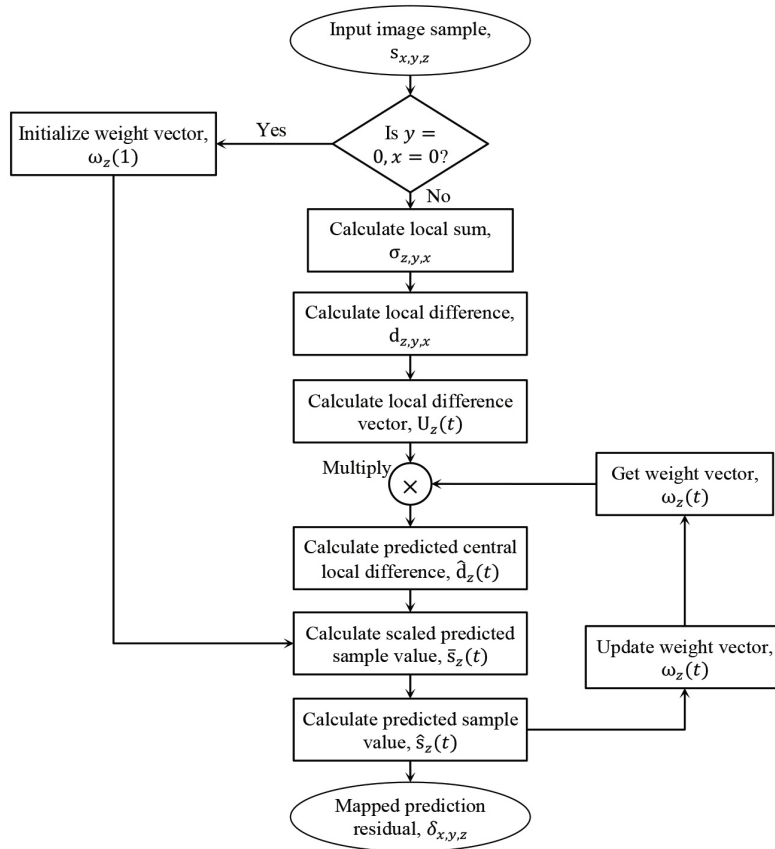 Input image sample,
s_{x,y,z}
Is y =
0, x = 0?
Yes
Initialize weight vector,
ω_z(1)
No
Calculate local sum,
σ_{z,y,x}
Calculate local difference,
d_{z,y,x}
Calculate local difference
vector, U_z(t)
Multiply
×
Get weight vector,
ω_z(t)
Calculate predicted central
local difference, d̂_z(t)
Calculate scaled predicted
sample value, s̄_z(t)
Update weight vector,
ω_z(t)
Calculate predicted sample
value, ŝ_z(t)
Mapped prediction
residual, δ_{x,y,z}